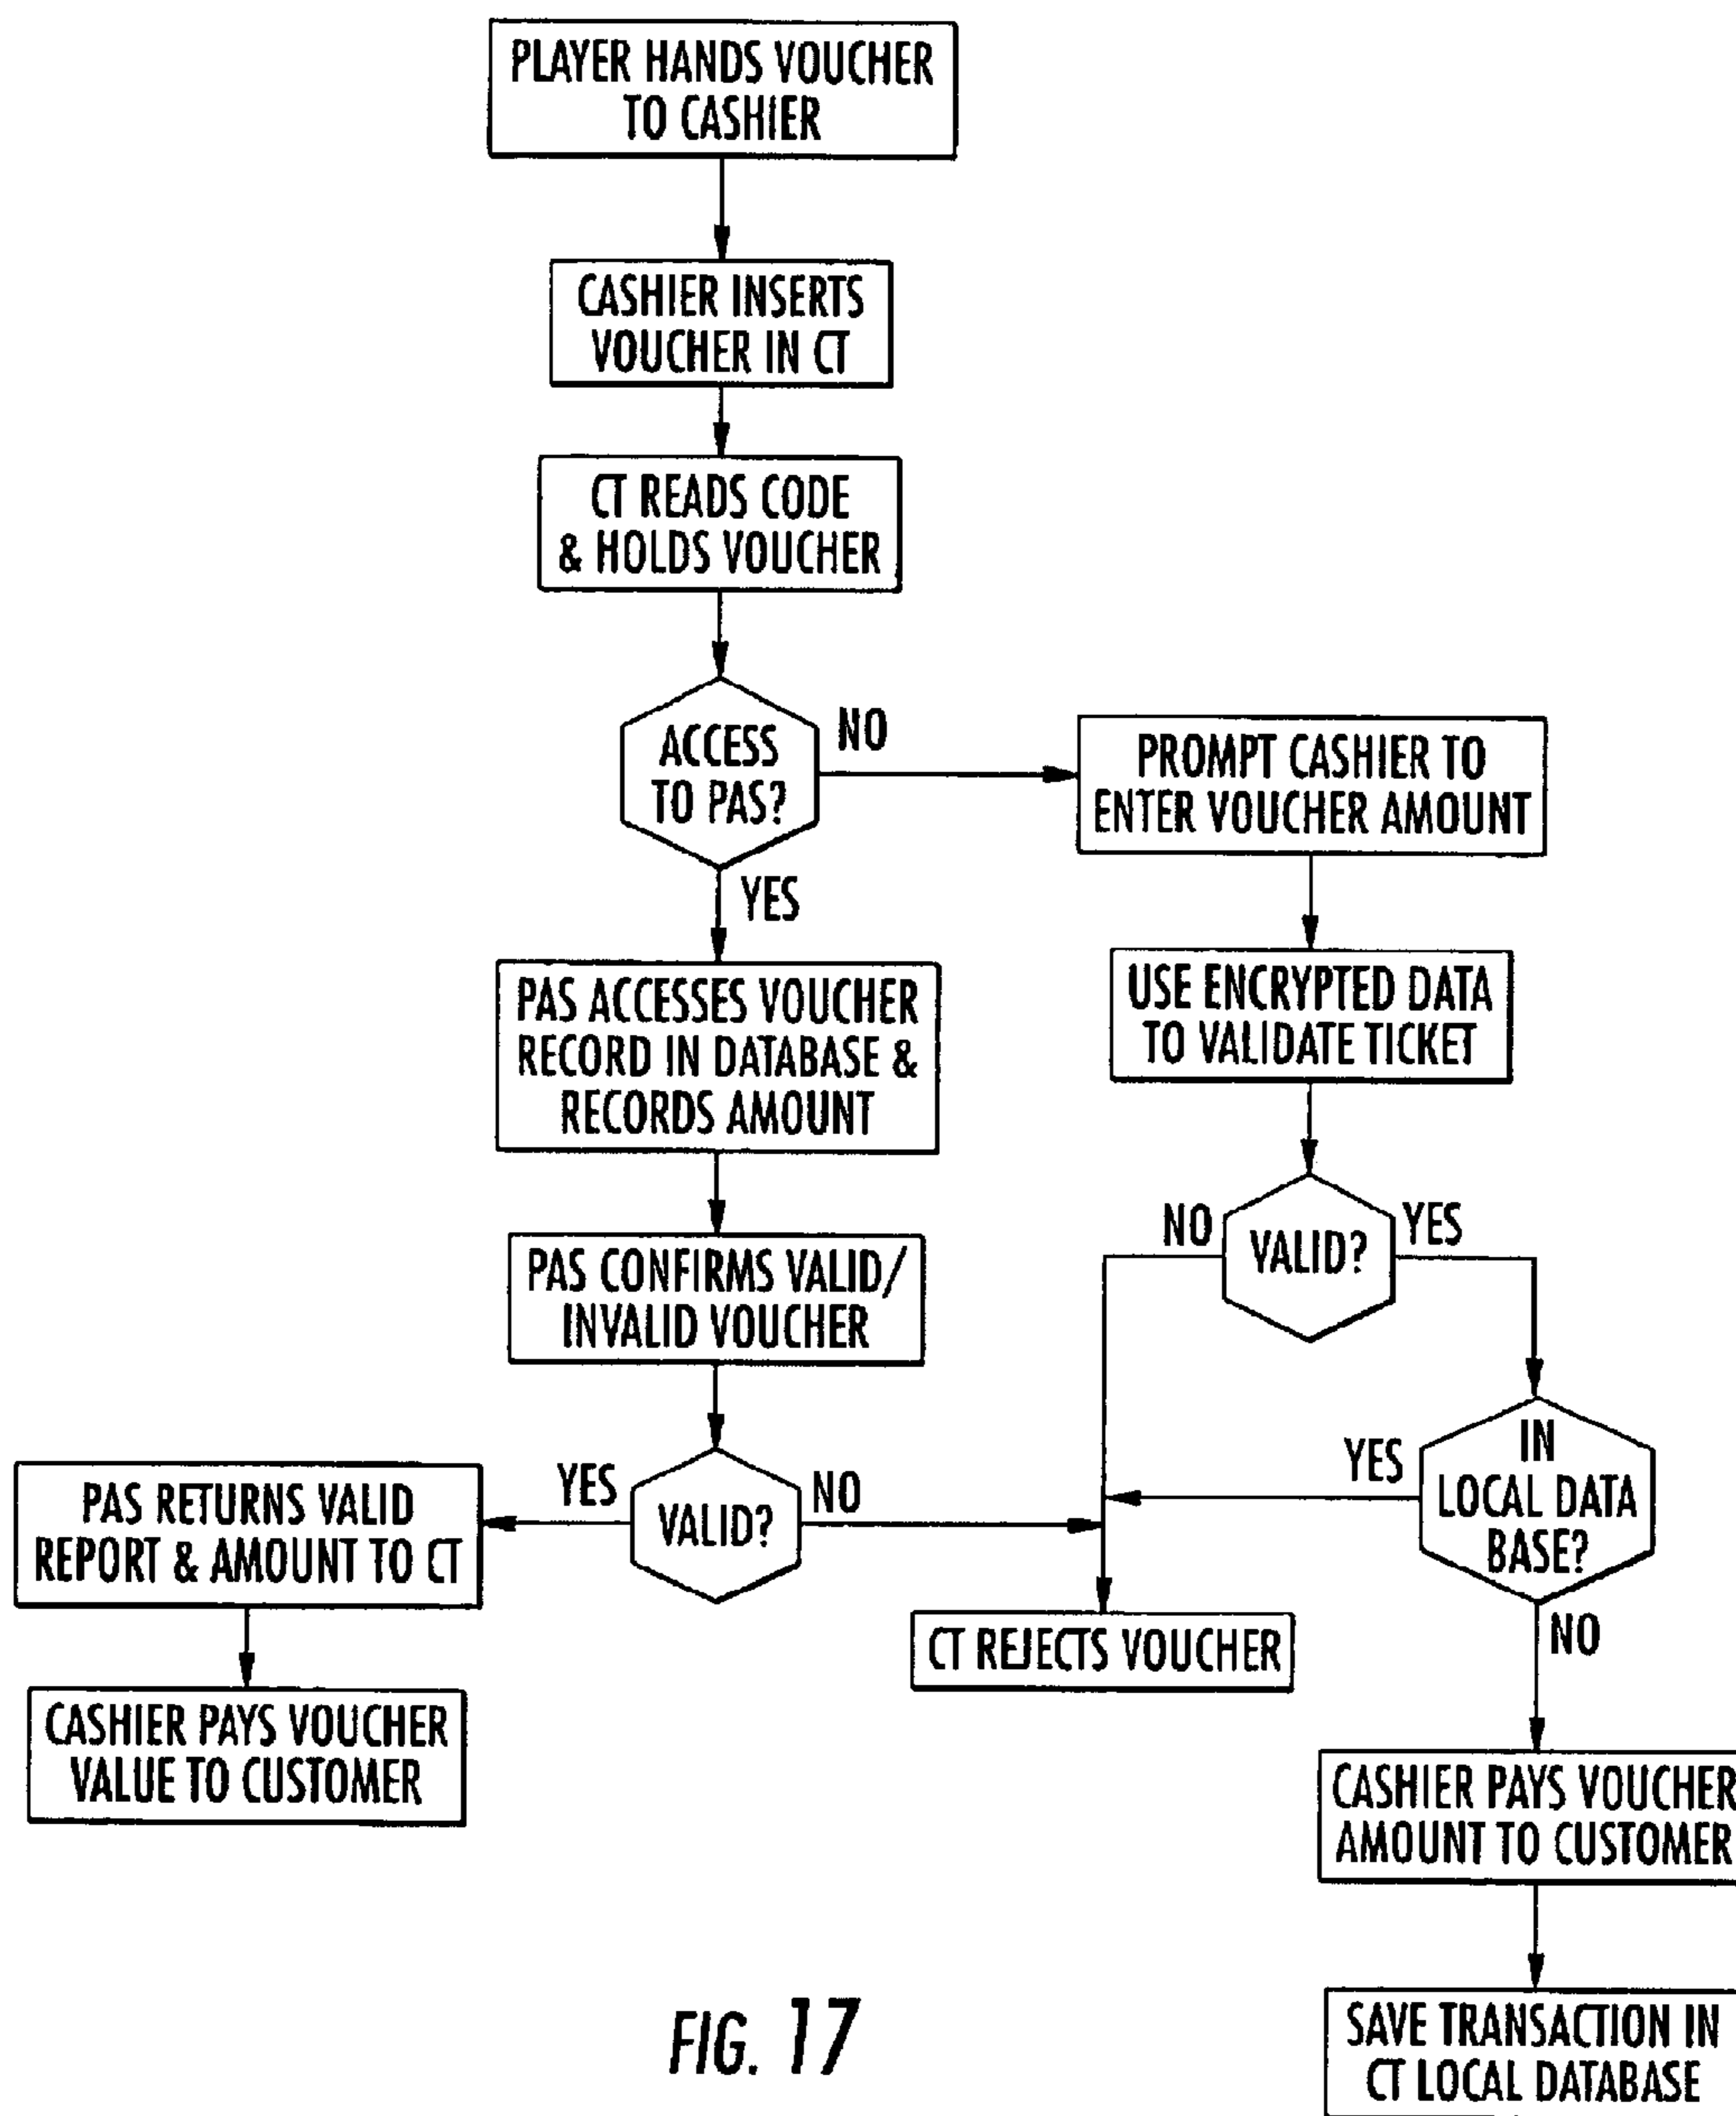 PLAYER HANDS VOUCHER
TO CASHIER
CASHIER INSERTS
VOUCHER IN CT
CT READS CODE
& HOLDS VOUCHER
ACCESS
TO PAS?
NO
YES
PROMPT CASHIER TO
ENTER VOUCHER AMOUNT
USE ENCRYPTED DATA
TO VALIDATE TICKET
PAS ACCESSES VOUCHER
RECORD IN DATABASE &
RECORDS AMOUNT
NO
VALID?
YES
PAS CONFIRMS VALID/
INVALID VOUCHER
YES
IN
LOCAL DATA
BASE?
NO
YES
VALID?
NO
PAS RETURNS VALID
REPORT & AMOUNT TO CT
CT REJECTS VOUCHER
CASHIER PAYS VOUCHER
VALUE TO CUSTOMER
CASHIER PAYS VOUCHER
AMOUNT TO CUSTOMER
SAVE TRANSACTION IN
CT LOCAL DATABASE
FIG. 17